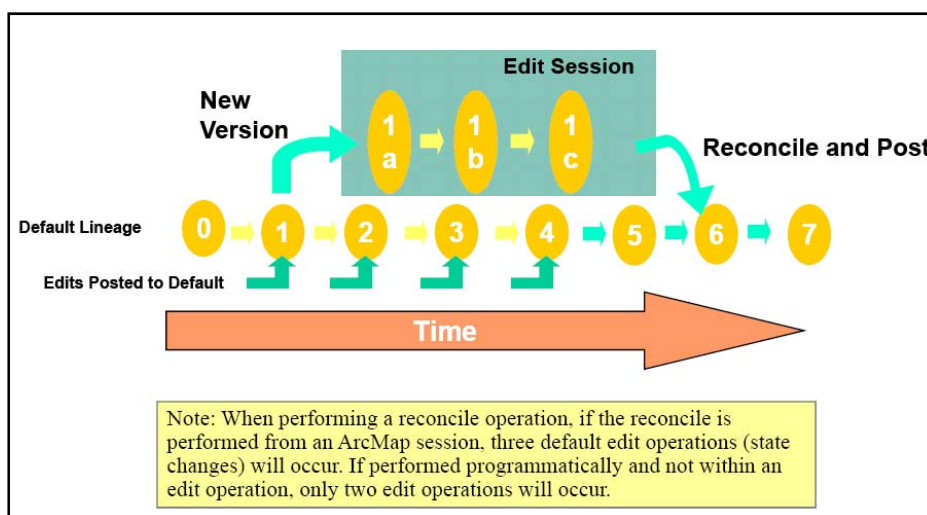 Edit Session
New
Version
1
a
1
b
1
c
Reconcile and Post
Default Lineage
0
1
2
3
4
5
6
7
Edits Posted to Default
Time
Note: When performing a reconcile operation, if the reconcile is
performed from an ArcMap session, three default edit operations (state
changes) will occur. If performed programmatically and not within an
edit operation, only two edit operations will occur.